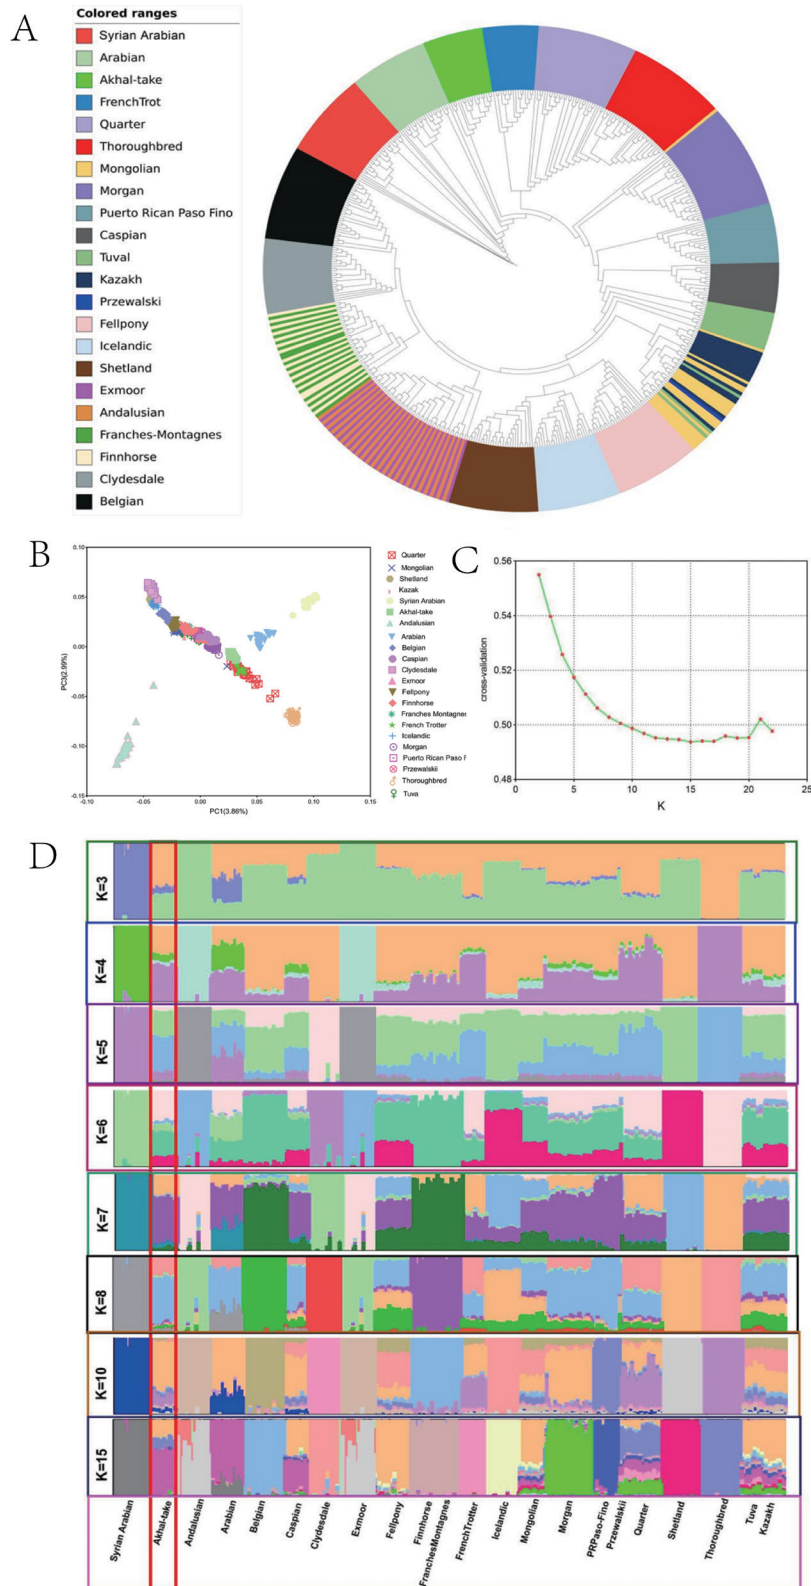 A
Colored ranges
Syrian Arabian
Arabian
Akhal-take
FrenchTrot
Quarter
Thoroughbred
Mongolian
Morgan
Puerto Rican Paso Fino
Caspian
Tuval
Kazakh
Przewalski
Fellpony
Icelandic
Shetland
Exmoor
Andalusian
Franches-Montagnes
Finnhorse
Clydesdale
Belgian
B
0.10
0.05
0.00
-0.05
-0.10
-0.15
PC3(2.99%)
-0.10
-0.05
0.00
0.05
0.10
0.15
PC1(3.86%)
Quarter
Mongolian
Shetland
Kazak
Syrian Arabian
Akhal-take
Andalusian
Arabian
Belgian
Caspian
Clydesdale
Exmoor
Fellpony
Finnhorse
Franches Montagnes
French Trotter
Icelandic
Morgan
Puerto Rican Paso F
Przewalskii
Thoroughbred
Tuva
C
0.56
0.54
0.52
0.50
0.48
cross-validation
0
5
10
15
20
25
K
D
K=3
K=4
K=5
K=6
K=7
K=8
K=10
K=15
Syrian Arabian
Akhal-take
Andalusian
Arabian
Belgian
Caspian
Clydesdale
Exmoor
Fellpony
Finnhorse
FranchesMontagnes
FrenchTrotter
Icelandic
Mongolian
Morgan
PRPaso-Fino
Przewalskii
Quarter
Shetland
Thoroughbred
Tuva
Kazakh